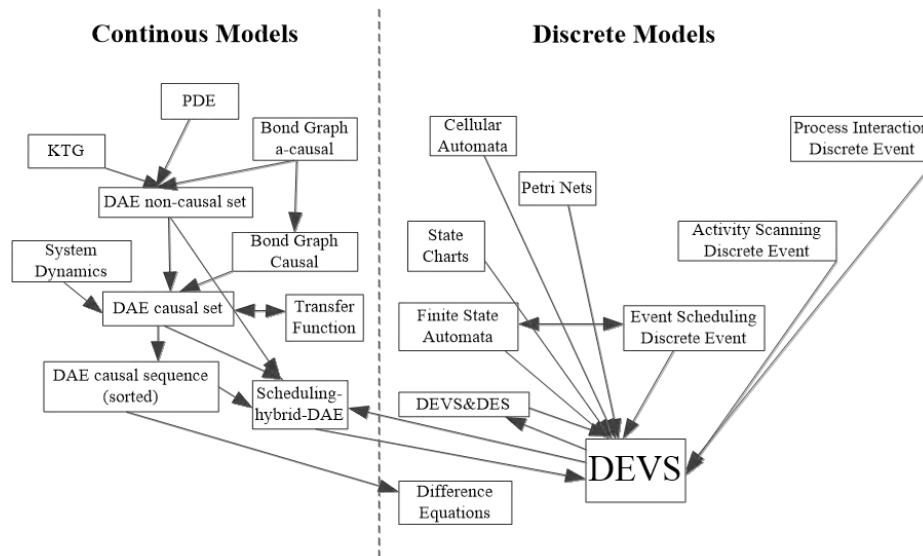 Continous Models
Discrete Models
PDE
KTG
Bond Graph
a-causal
DAE non-causal set
System
Dynamics
Bond Graph
Causal
DAE causal set
Transfer
Function
DAE causal sequence
(sorted)
Scheduling-
hybrid-DAE
Cellular
Automata
Process Interaction
Discrete Event
Petri Nets
State
Charts
Activity Scanning
Discrete Event
Finite State
Automata
Event Scheduling
Discrete Event
DEVS&DES
DEVS
Difference
Equations